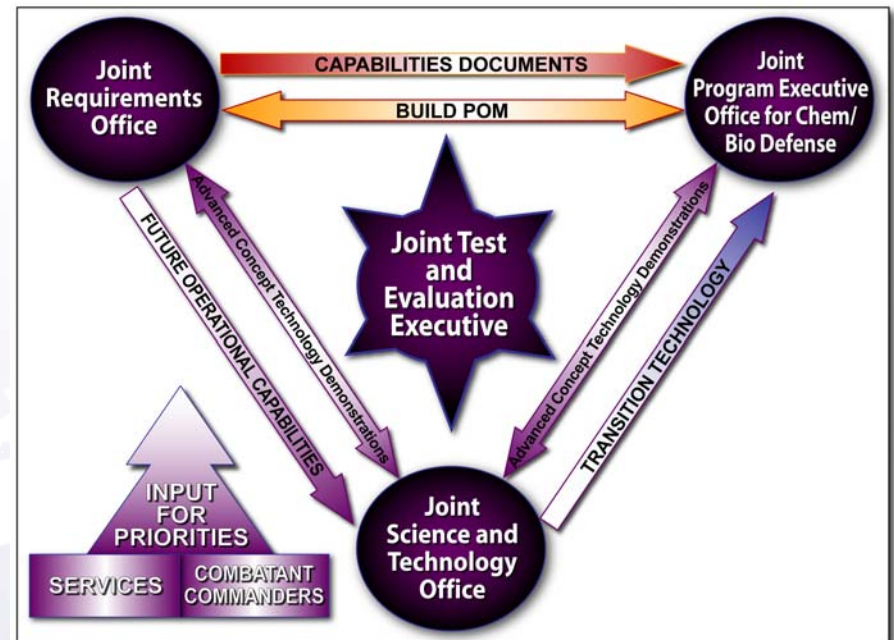 Joint
Requirements
Office
CAPABILITIES DOCUMENTS
BUILD POM
Joint
Program Executive
Office for Chem/
Bio Defense
Advanced Concept Technology Demonstrations
FUTURE OPERATIONAL CAPABILITIES
Joint Test
and
Evaluation
Executive
Advanced Concept Technology Demonstrations
TRANSITION TECHNOLOGY
INPUT
FOR
PRIORITIES
SERVICES
COMBATANT
COMMANDERS
Joint
Science and
Technology
Office